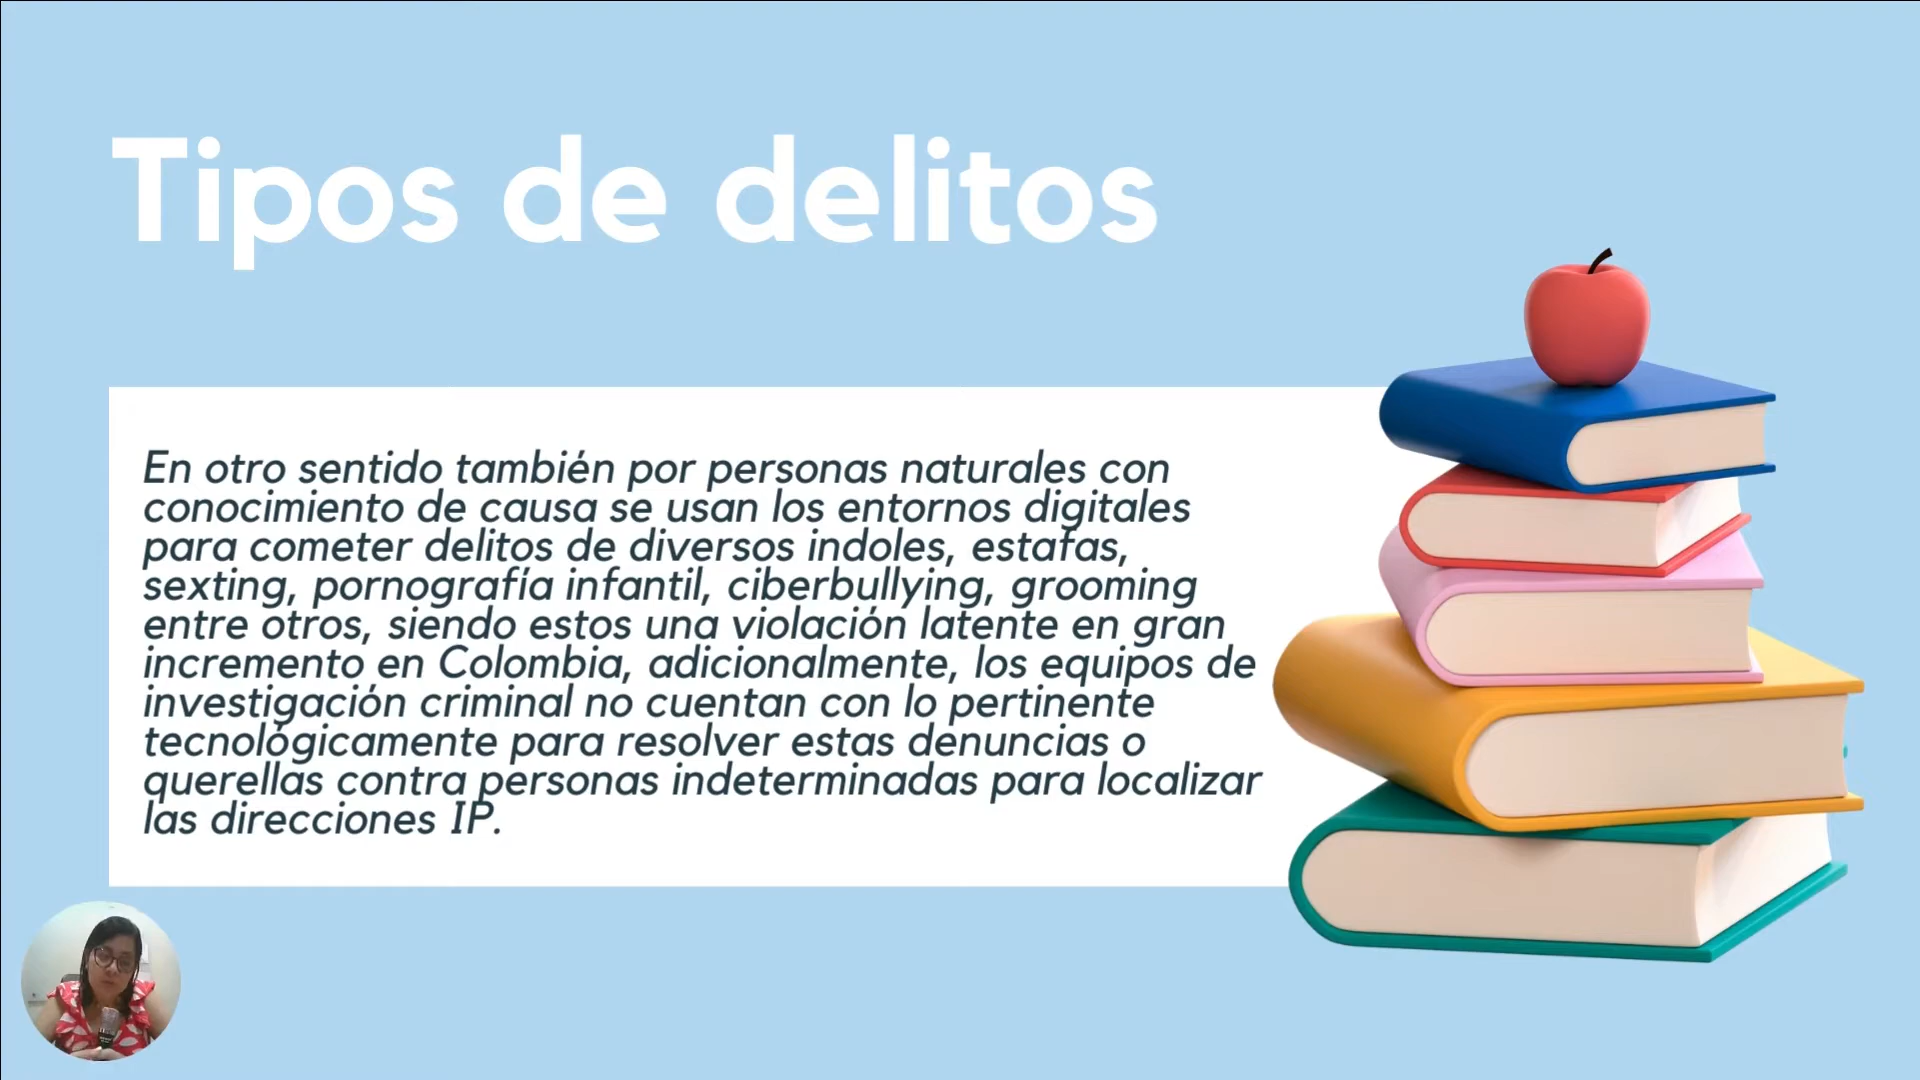 Tipos de delitos
En otro sentido también por personas naturales con
conocimiento de causa se usan los entornos digitales
para cometer delitos de diversos indoles, estafas,
sexting, pornografía infantil, ciberbullying, grooming
entre otros, siendo estos una violación latente en gran
incremento en Colombia, adicionalmente, los equipos de
investigación criminal no cuentan con lo pertinente
tecnológicamente para resolver estas denuncias o
querellas contra personas indeterminadas para localizar
las direcciones IP.